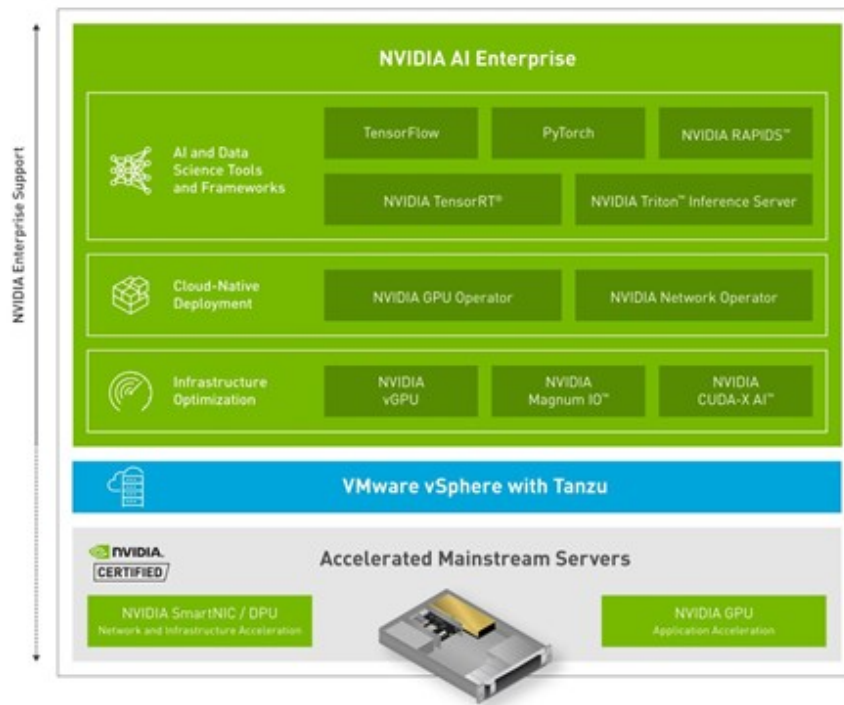 NVIDIA Enterprise Support
NVIDIA AI Enterprise
AI and Data
Science Tools
and Frameworks
TensorFlow
PyTorch
NVIDIA RAPIDS™
NVIDIA TensorRT®
NVIDIA Triton™ Inference Server
Cloud-Native
Deployment
NVIDIA GPU Operator
NVIDIA Network Operator
Infrastructure
Optimization
NVIDIA
vGPU
NVIDIA
Magnum IO™
NVIDIA
CUDA-X AI™
VMware vSphere with Tanzu
NVIDIA.
CERTIFIED
Accelerated Mainstream Servers
NVIDIA SmartNIC / DPU
Network and Infrastructure Acceleration
NVIDIA GPU
Application Acceleration